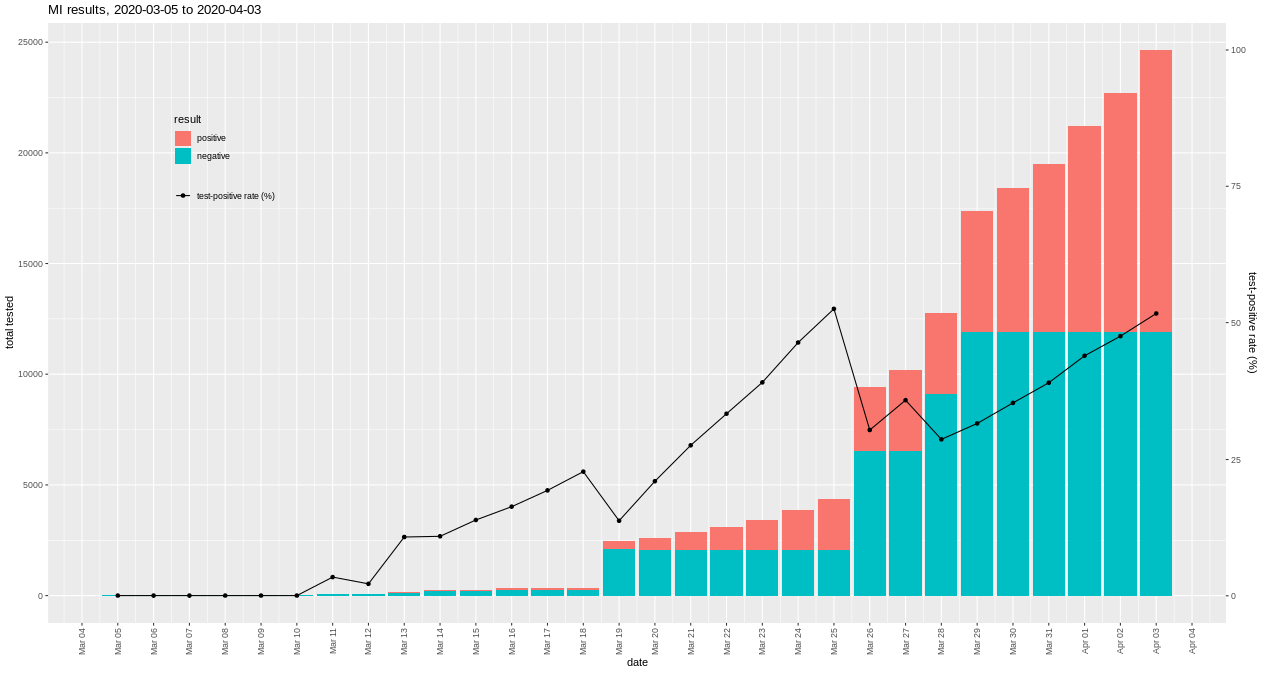 MI results, 2020-03-05 to 2020-04-03
25000
20000
15000
10000
5000
0
total tested
result
positive
negative
test-positive rate (%)
100
75
50
25
0
test-positive rate (%)
Mar 04
Mar 05
Mar 06
Mar 07
Mar 08
Mar 09
Mar 10
Mar 11
Mar 12
Mar 13
Mar 14
Mar 15
Mar 16
Mar 17
Mar 18
Mar 19
Mar 20
Mar 21
Mar 22
Mar 23
Mar 24
Mar 25
Mar 26
Mar 27
Mar 28
Mar 29
Mar 30
Mar 31
Apr 01
Apr 02
Apr 03
Apr 04
date